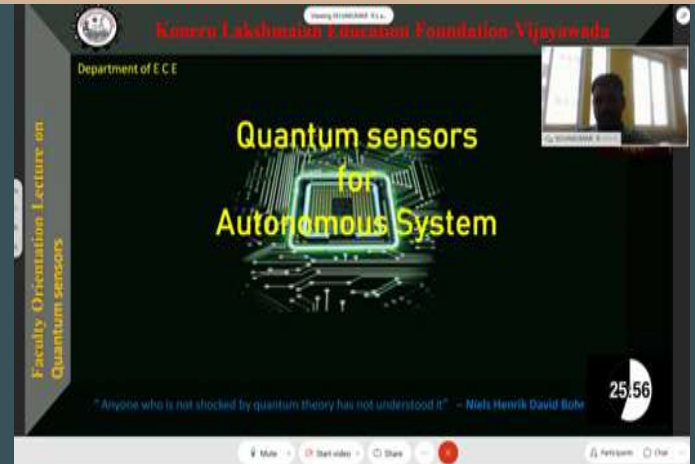 Koneru Lakshmaiah Education Foundation-Vijayawada
Department of E C E
Quantum sensors
for
Autonomous System
Faculty Orientation Lecture on
Quantum sensors
25:56
"Anyone who is not shocked by quantum theory has not understood it" – Niels Henrik David Bohr
Mute
Start video
Share
Participants
Chat